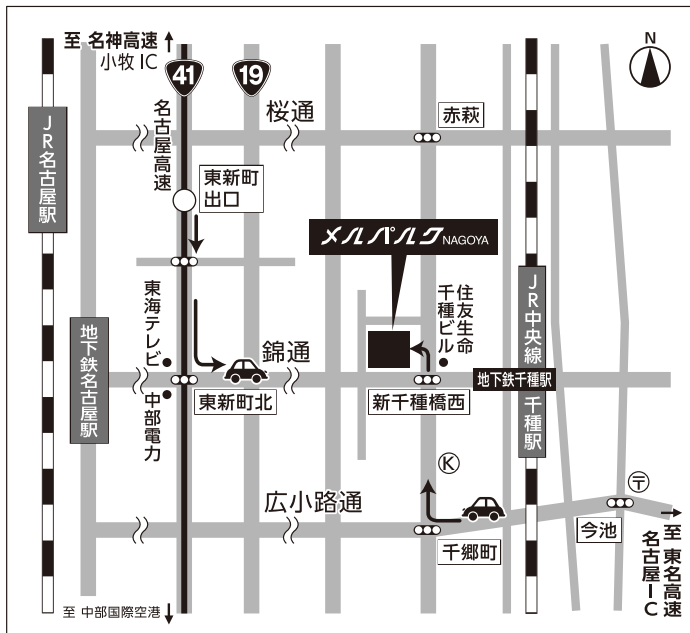 至 名神高速
小牧 IC
41
19
N
桜通
赤萩
JR名古屋駅
名古屋高速
東新町
出口
メルパルク NAGOYA
東海テレビ
住友生命
千種ビル
JR中央線 千種駅
地下鉄名古屋駅
錦通
地下鉄千種駅
中部電力
東新町北
新千種橋西
K
〒
広小路通
千郷町
今池
至 東名高速
名古屋IC
至 中部国際空港